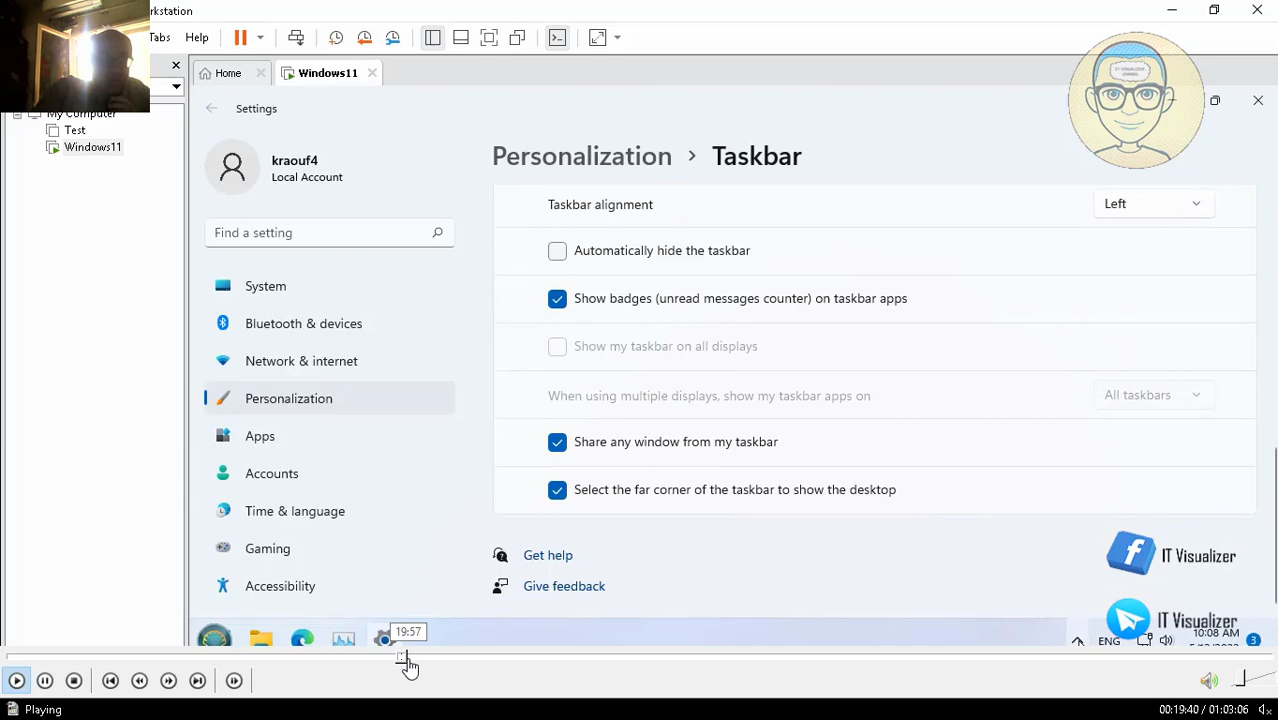 rkstation
Tabs Help
Home
Windows11
My Computer
Test
Windows11
Settings
kraouf4
Local Account
Find a setting
System
Bluetooth & devices
Network & internet
Personalization
Apps
Accounts
Time & language
Gaming
Accessibility
Personalization > Taskbar
Taskbar alignment
Left
Automatically hide the taskbar
Show badges (unread messages counter) on taskbar apps
Show my taskbar on all displays
When using multiple displays, show my taskbar apps on
All taskbars
Share any window from my taskbar
Select the far corner of the taskbar to show the desktop
Get help
Give feedback
IT Visualizer
IT Visualizer
19:57
ENG
10:08 AM
3
Playing
00:19:40 / 01:03:06